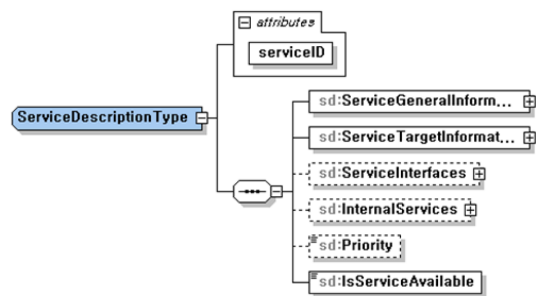 attributes
serviceID
ServiceDescriptionType
sd:ServiceGeneralInform...
sd:ServiceTargetInformat...
sd:ServiceInterfaces
sd:InternalServices
sd:Priority
sd:IsServiceAvailable